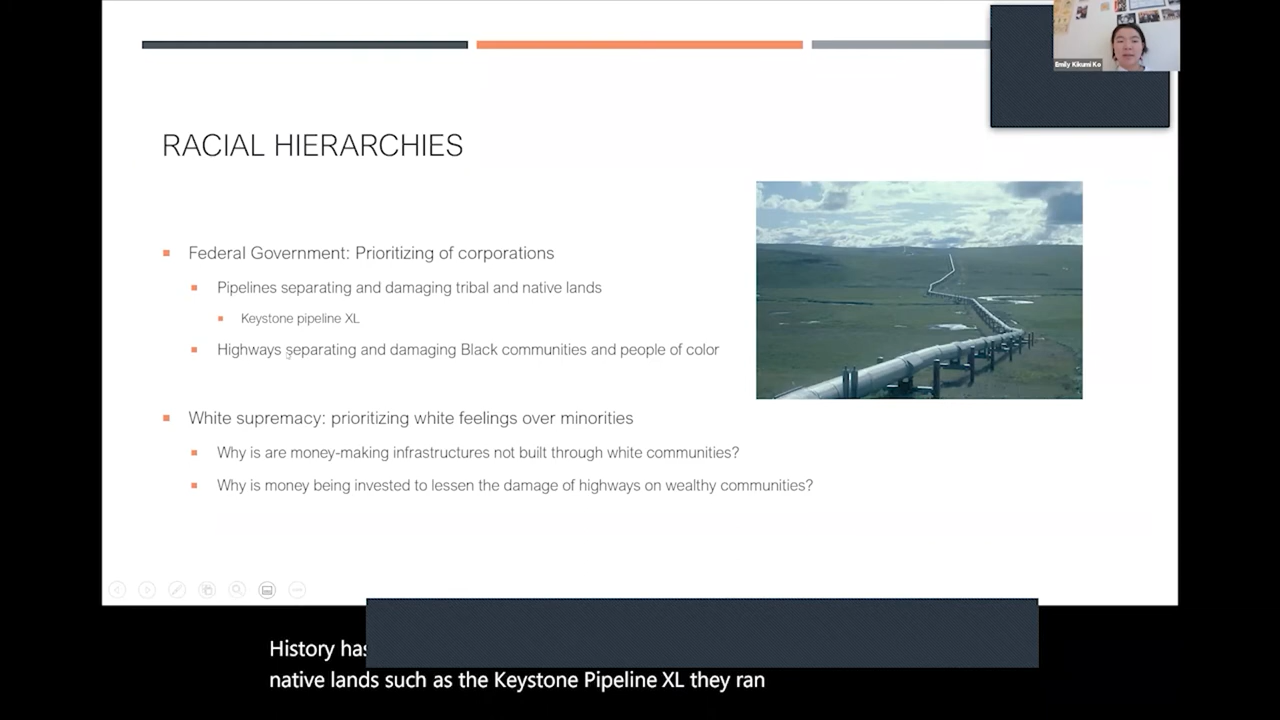 Emily Kikumi Ko
RACIAL HIERARCHIES
Federal Government: Prioritizing of corporations
Pipelines separating and damaging tribal and native lands
Keystone pipeline XL
Highways separating and damaging Black communities and people of color
White supremacy: prioritizing white feelings over minorities
Why is are money-making infrastructures not built through white communities?
Why is money being invested to lessen the damage of highways on wealthy communities?
History has
native lands such as the Keystone Pipeline XL they ran